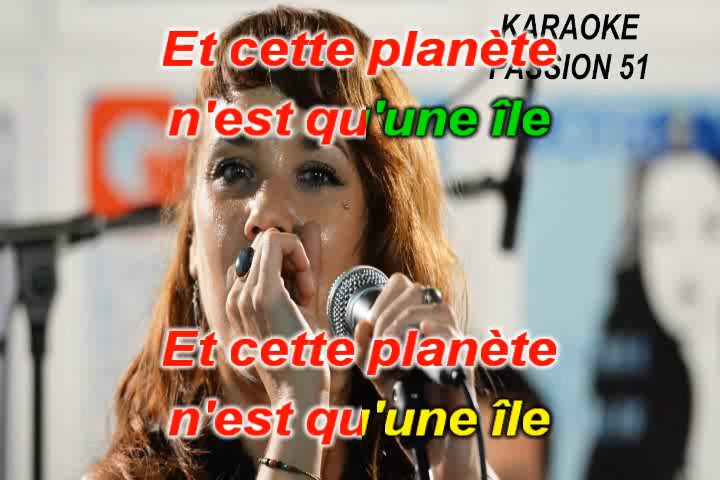 KARAOKE
PASSION 51
Et cette planète
n'est qu'une île
Et cette planète
n'est qu'une île